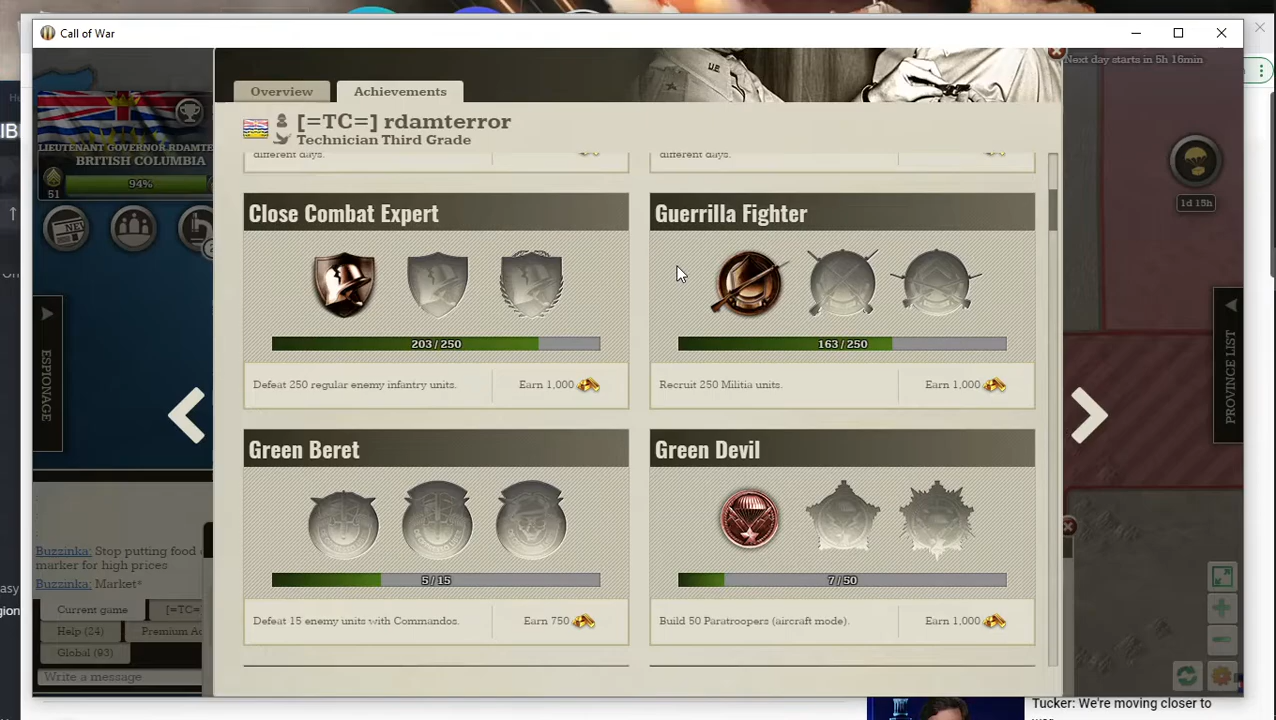 Call of War
Next day starts in 5h 16min
Overview
Achievements
[=TC=] rdamterror
Technician Third Grade
LIEUTENANT GOVERNOR RDAMTE
BRITISH COLUMBIA
94%
51
NEW
1d 15h
different days.
different days.
Close Combat Expert
203 / 250
Defeat 250 regular enemy infantry units.
Earn 1,000
Guerrilla Fighter
163 / 250
Recruit 250 Militia units.
Earn 1,000
ESPIONAGE
PROVINCE LIST
Green Beret
5 / 15
Defeat 15 enemy units with Commandos.
Earn 750
Green Devil
7 / 50
Build 50 Paratroopers (aircraft mode).
Earn 1,000
Buzzinka: Stop putting food
marker for high prices
Buzzinka: Market*
Current game
[=TC=
Help (24)
Premium Ac
Global (93)
Write a message
Tucker: We're moving closer to